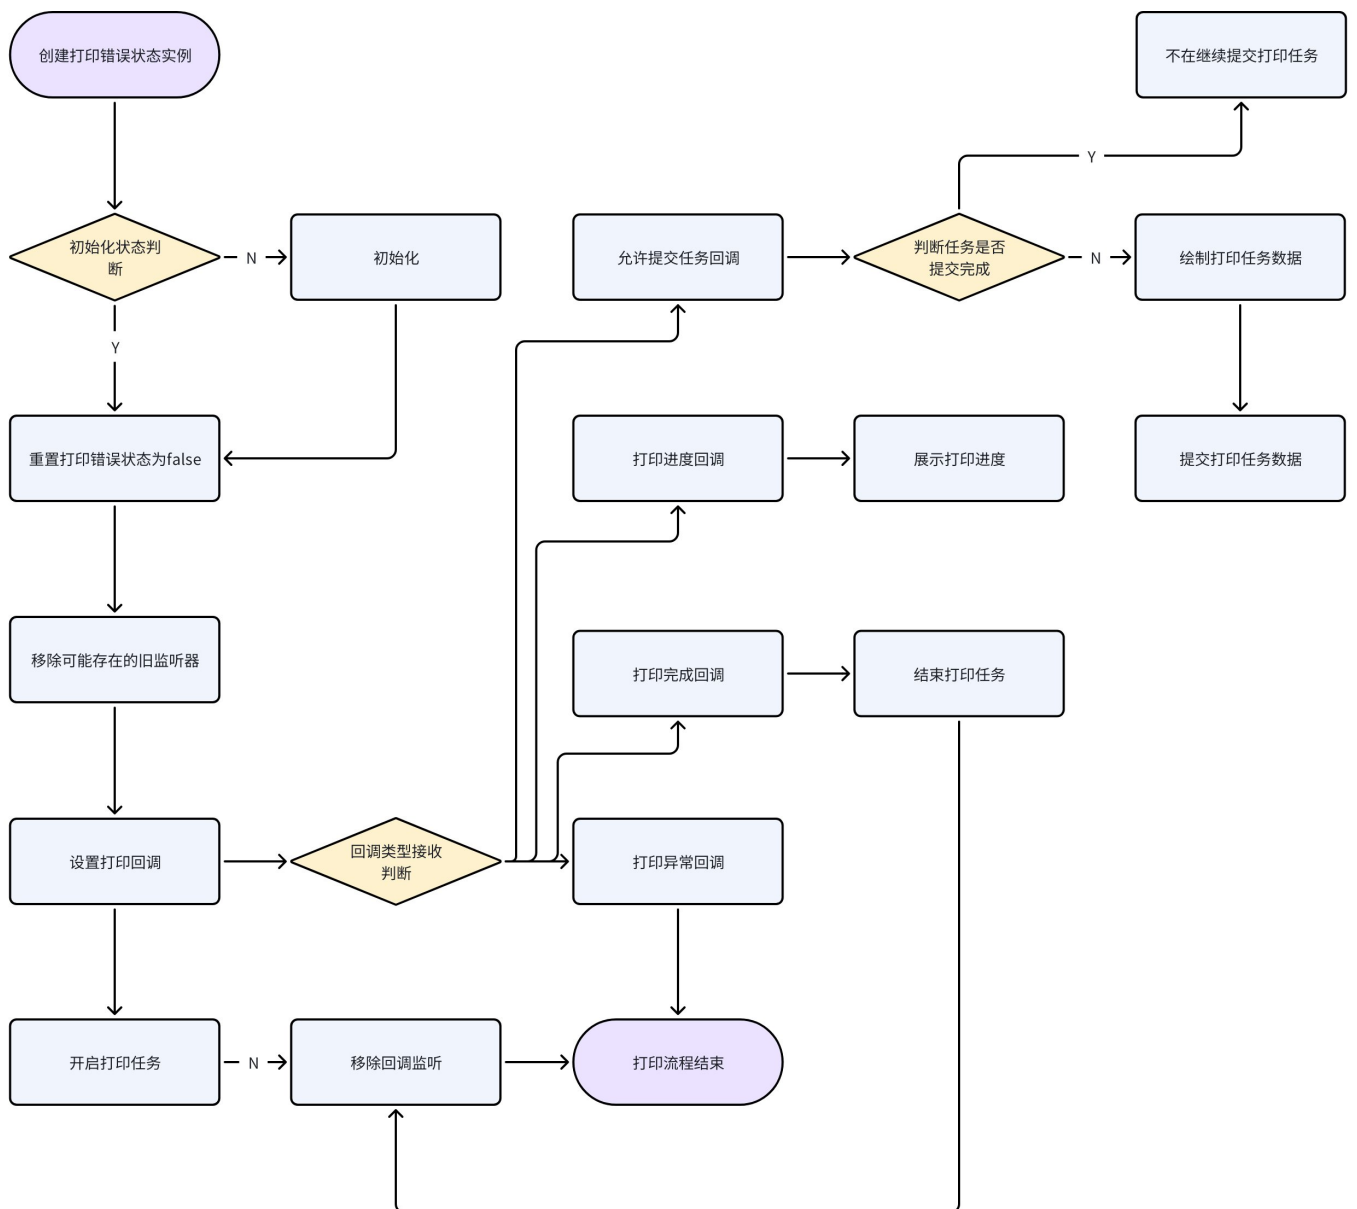 创建打印错误状态实例
不在继续提交打印任务
Y
初始化状态判
断
N
初始化
允许提交任务回调
判断任务是否
提交完成
N
绘制打印任务数据
Y
重置打印错误状态为false
打印进度回调
展示打印进度
提交打印任务数据
移除可能存在的旧监听器
打印完成回调
结束打印任务
设置打印回调
回调类型接收
判断
打印异常回调
开启打印任务
N
移除回调监听
打印流程结束